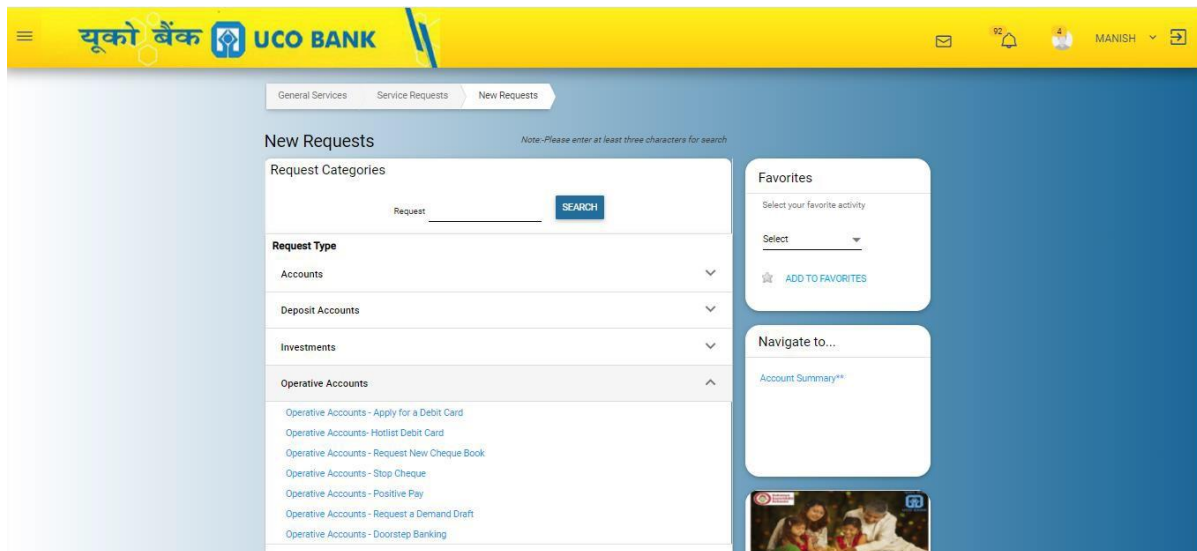 यूको बैंक UCO BANK
92
4
MANISH
General Services Service Requests New Requests
New Requests
Note:-Please enter at least three characters for search
Request Categories
Request SEARCH
Request Type
Accounts
Deposit Accounts
Investments
Operative Accounts
Operative Accounts - Apply for a Debit Card
Operative Accounts- Hotlist Debit Card
Operative Accounts - Request New Cheque Book
Operative Accounts - Stop Cheque
Operative Accounts - Positive Pay
Operative Accounts - Request a Demand Draft
Operative Accounts - Doorstep Banking
Favorites
Select your favorite activity
Select
ADD TO FAVORITES
Navigate to...
Account Summary**
UCO BANK